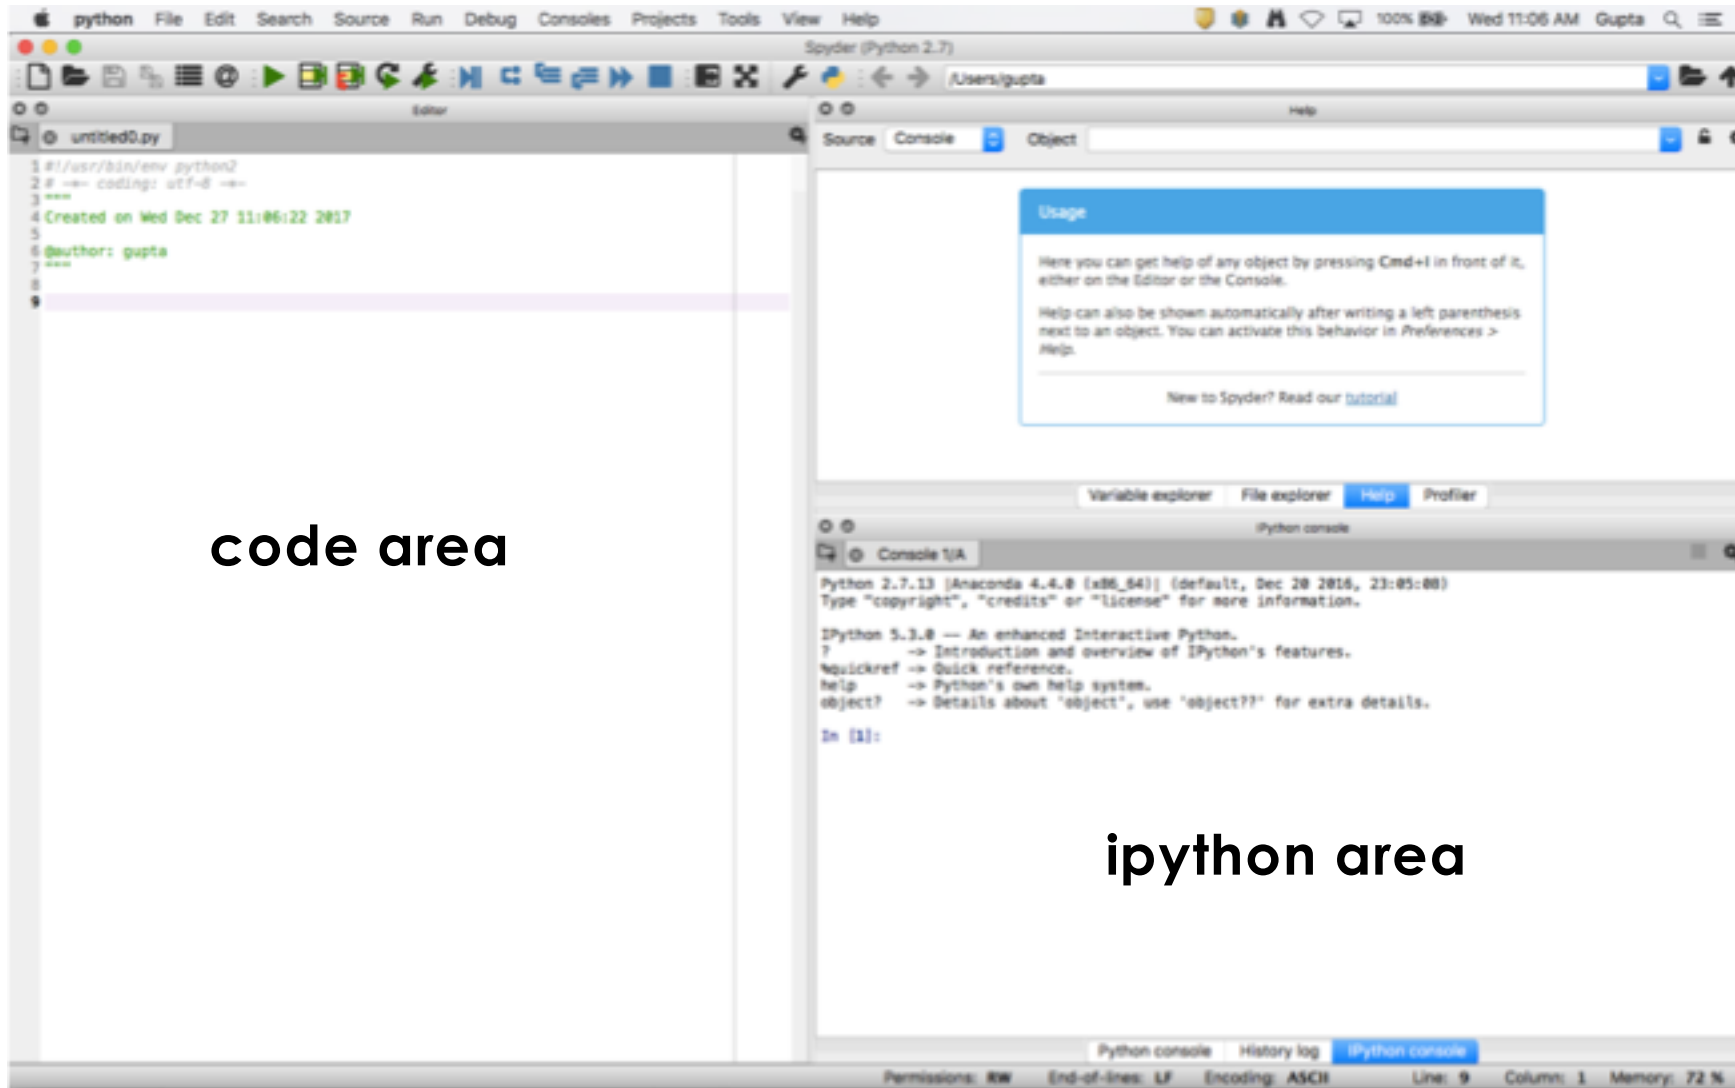 python File Edit Search Source Run Debug Consoles Projects Tools View Help 100% Wed 11:06 AM Gupta
Spyder (Python 2.7)
/Users/gupta
Editor
untitled0.py
1 #!/usr/bin/env python2
2 # -*- coding: utf-8 -*-
3 """
4 Created on Wed Dec 27 11:06:22 2017
5
6 @author: gupta
7 """
8
9
code area
Help
Source Console Object
Usage
Here you can get help of any object by pressing Cmd+I in front of it,
either on the Editor or the Console.
Help can also be shown automatically after writing a left parenthesis
next to an object. You can activate this behavior in Preferences >
Help.
New to Spyder? Read our tutorial
Variable explorer File explorer Help Profiler
IPython console
Console 1/A
Python 2.7.13 |Anaconda 4.4.0 (x86_64)| (default, Dec 20 2016, 23:05:08)
Type "copyright", "credits" or "license" for more information.
IPython 5.3.0 -- An enhanced Interactive Python.
? -> Introduction and overview of IPython's features.
%quickref -> Quick reference.
help -> Python's own help system.
object? -> Details about 'object', use 'object??' for extra details.
In [1]:
ipython area
Python console History log IPython console
Permissions: RW End-of-lines: LF Encoding: ASCII Line: 9 Column: 1 Memory: 72 %